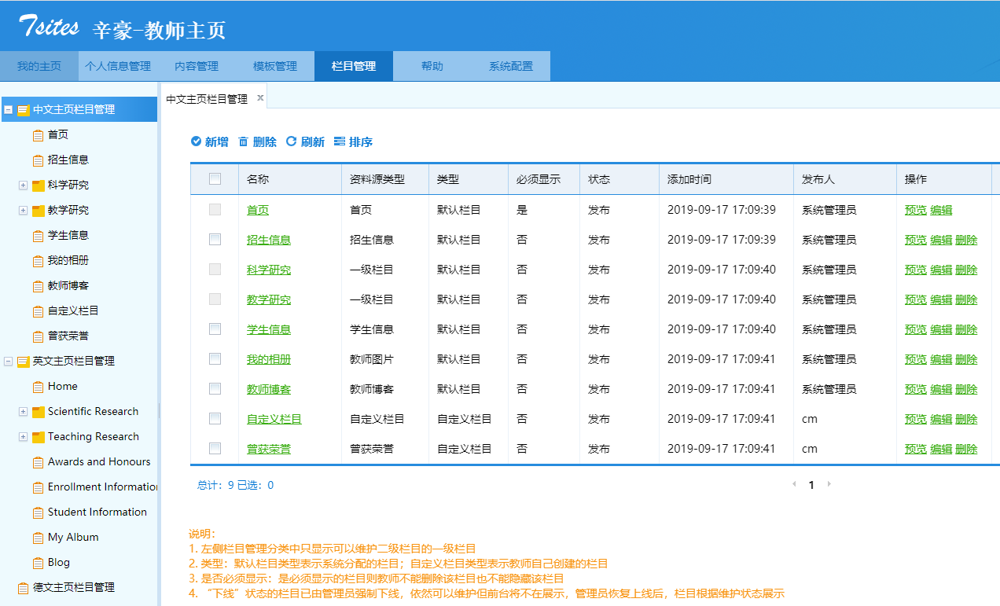 Tsites 辛豪-教师主页
我的主页 个人信息管理 内容管理 模板管理 栏目管理 帮助 系统配置
中文主页栏目管理
首页
招生信息
科学研究
教学研究
学生信息
我的相册
教师博客
自定义栏目
曾获荣誉
英文主页栏目管理
Home
Scientific Research
Teaching Research
Awards and Honours
Enrollment Information
Student Information
My Album
Blog
德文主页栏目管理
中文主页栏目管理 ×
新增 删除 刷新 排序
名称 资料源类型 类型 必须显示 状态 添加时间 发布人 操作
首页 首页 默认栏目 是 发布 2019-09-17 17:09:39 系统管理员 预览 编辑
招生信息 招生信息 默认栏目 否 发布 2019-09-17 17:09:39 系统管理员 预览 编辑 删除
科学研究 一级栏目 默认栏目 否 发布 2019-09-17 17:09:40 系统管理员 预览 编辑 删除
教学研究 一级栏目 默认栏目 否 发布 2019-09-17 17:09:40 系统管理员 预览 编辑 删除
学生信息 学生信息 默认栏目 否 发布 2019-09-17 17:09:40 系统管理员 预览 编辑 删除
我的相册 教师图片 默认栏目 否 发布 2019-09-17 17:09:41 系统管理员 预览 编辑 删除
教师博客 教师博客 默认栏目 否 发布 2019-09-17 17:09:41 系统管理员 预览 编辑 删除
自定义栏目 自定义栏目 自定义栏目 否 发布 2019-09-17 17:09:41 cm 预览 编辑 删除
曾获荣誉 曾获荣誉 自定义栏目 否 发布 2019-09-17 17:09:41 cm 预览 编辑 删除
总计：9 已选：0 1
说明：
1. 左侧栏目管理分类中只显示可以维护二级栏目的一级栏目
2. 类型：默认栏目类型表示系统分配的栏目；自定义栏目类型表示教师自己创建的栏目
3. 是否必须显示：是必须显示的栏目则教师不能删除该栏目也不能隐藏该栏目
4. “下线”状态的栏目已由管理员强制下线，依然可以维护但前台将不在展示，管理员恢复上线后，栏目根据维护状态展示